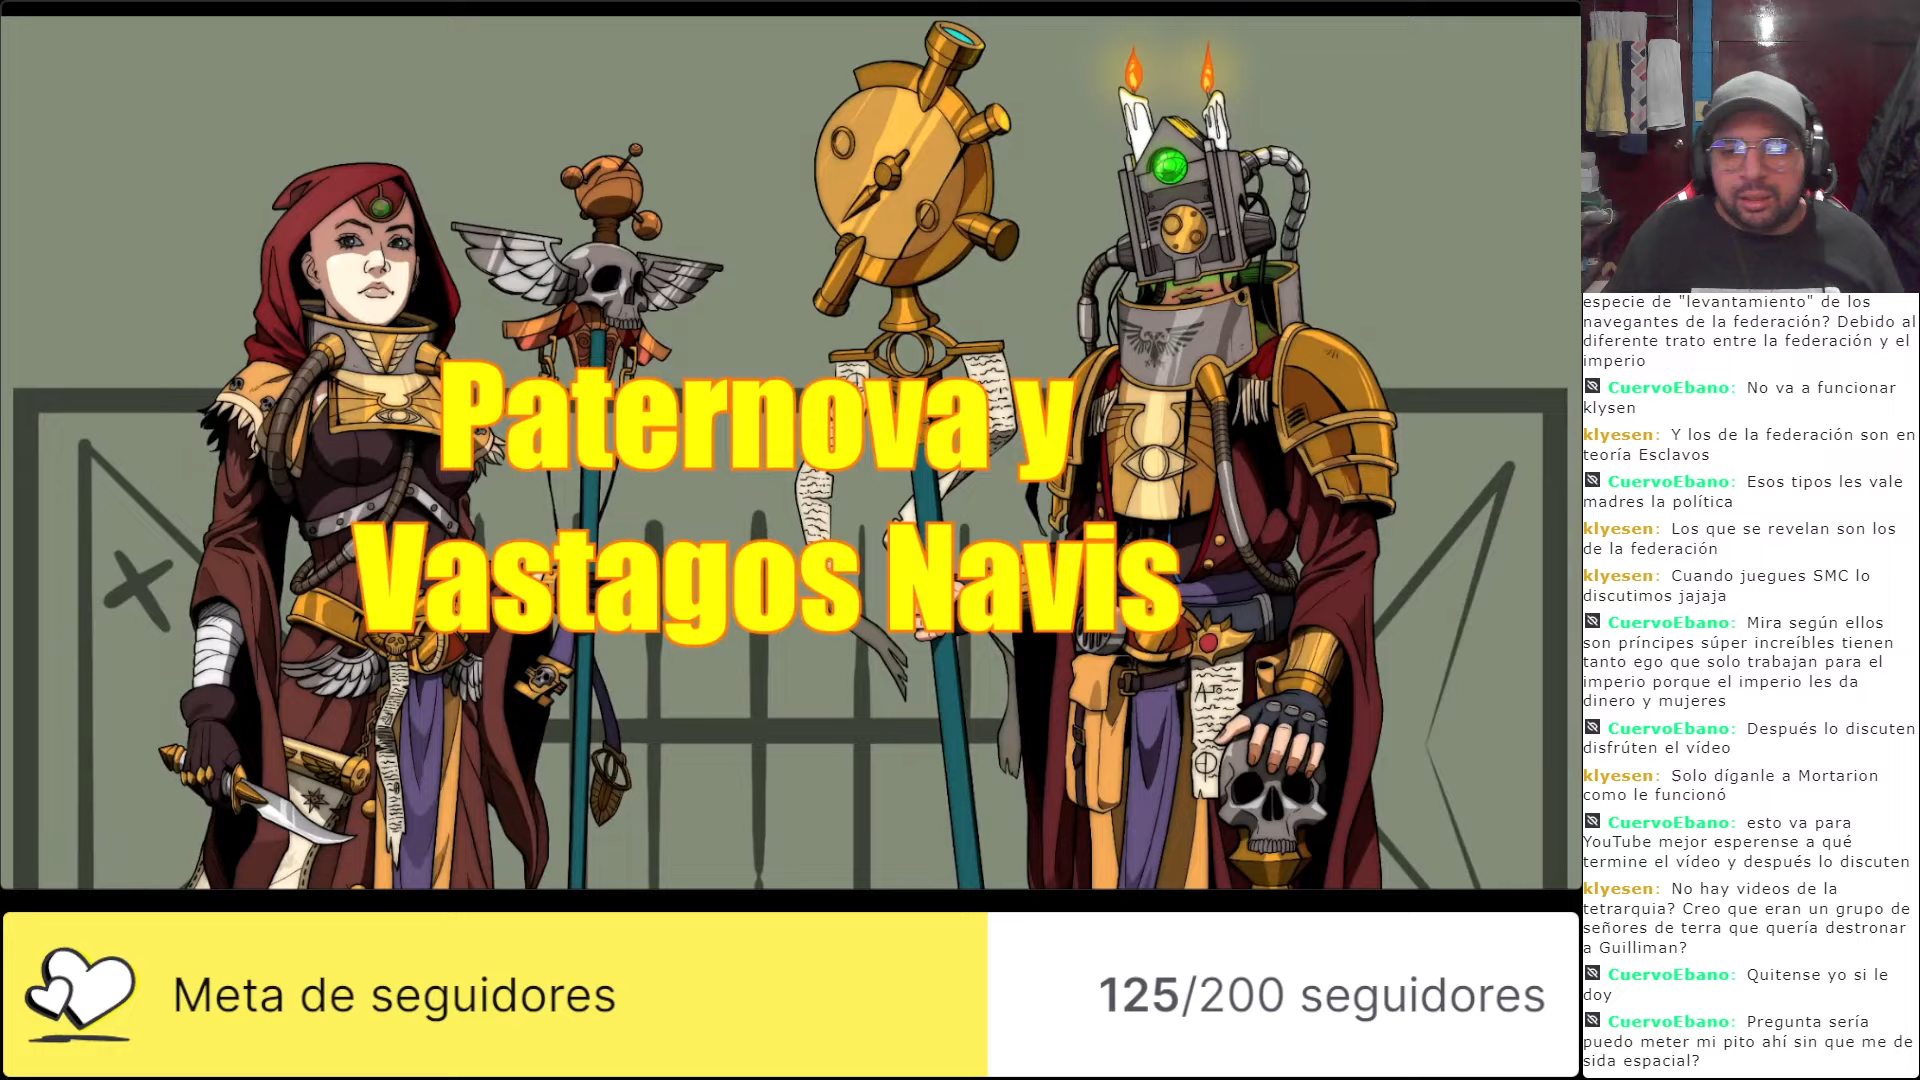 Paternova y
Vastagos Navis
Meta de seguidores
125/200 seguidores
especie de "levantamiento" de los
navegantes de la federación? Debido al
diferente trato entre la federación y el
imperio
CuervoEbano: No va a funcionar
klysen
klyesen: Y los de la federación son en
teoría Esclavos
CuervoEbano: Esos tipos les vale
madres la política
klyesen: Los que se revelan son los
de la federación
klyesen: Cuando juegues SMC lo
discutimos jajaja
CuervoEbano: Mira según ellos
son príncipes súper increíbles tienen
tanto ego que solo trabajan para el
imperio porque el imperio les da
dinero y mujeres
CuervoEbano: Después lo discuten
disfrúten el vídeo
klyesen: Solo díganle a Mortarion
como le funcionó
CuervoEbano: esto va para
YouTube mejor esperense a qué
termine el vídeo y después lo discuten
klyesen: No hay videos de la
tetrarquia? Creo que eran un grupo de
señores de terra que quería destronar
a Guilliman?
CuervoEbano: Quitense yo si le
doy
CuervoEbano: Pregunta sería
puedo meter mi pito ahí sin que me de
sida espacial?